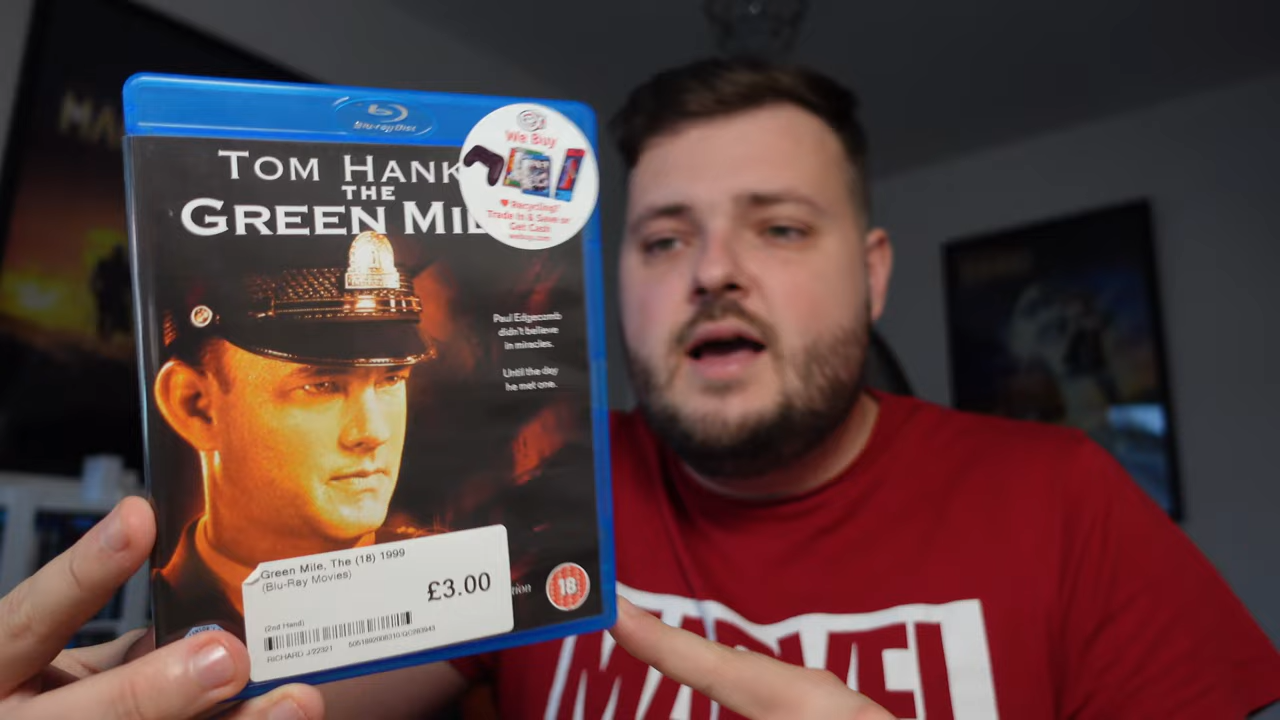 Blu-ray Disc
TOM HANK
THE
GREEN MIL
We Buy
Recycling!
Trade In & Save or
Get Cash
webuy.com
Paul Edgecomb
didn't believe
in miracles.
Until the day
he met one.
Green Mile, The (18) 1999
(Blu-Ray Movies)
£3.00
(2nd Hand)
18
MARVEL